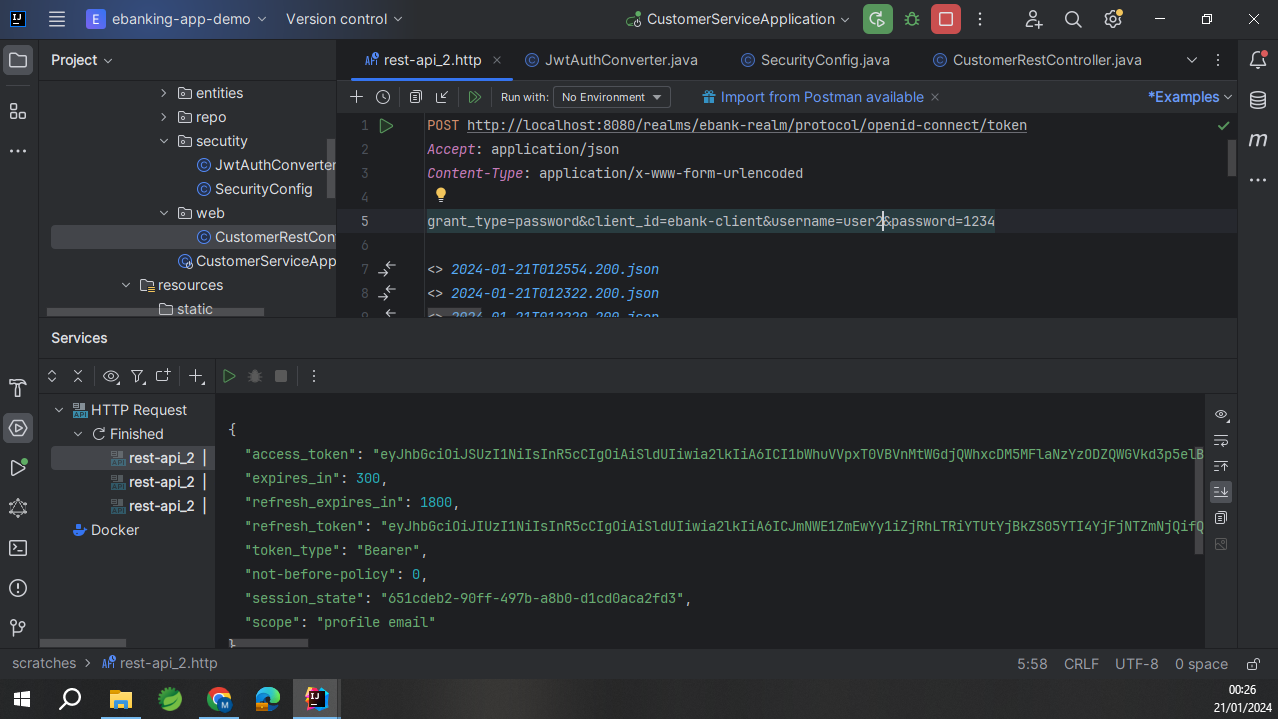 E ebanking-app-demo Version control CustomerServiceApplication
Project
rest-api_2.http JwtAuthConverter.java SecurityConfig.java CustomerRestController.java
Run with: No Environment Import from Postman available *Examples
entities
repo
secutity
JwtAuthConverter
SecurityConfig
web
CustomerRestCon
CustomerServiceApp
resources
static
1 POST http://localhost:8080/realms/ebank-realm/protocol/openid-connect/token
2 Accept: application/json
3 Content-Type: application/x-www-form-urlencoded
4
5 grant_type=password&client_id=ebank-client&username=user2&password=1234
6
7 <> 2024-01-21T012554.200.json
8 <> 2024-01-21T012322.200.json
9 <> 2024-01-21T012229.200.json
Services
HTTP Request
Finished
rest-api_2 |
rest-api_2 |
rest-api_2 |
Docker
{
"access_token": "eyJhbGciOiJSUzI1NiIsInR5cCIgOiAiSldUIiwia2lkIiA6ICI1bWhuVVpxT0VBVnMtWGdjQWhxcDM5MFlaNzYzODZQWGVkd3p5elB
"expires_in": 300,
"refresh_expires_in": 1800,
"refresh_token": "eyJhbGciOiJIUzI1NiIsInR5cCIgOiAiSldUIiwia2lkIiA6ICJmNWE1ZmEwYy1iZjRhLTRiYTUtYjBkZS05YTI4YjFjNTZmNjQifQ
"token_type": "Bearer",
"not-before-policy": 0,
"session_state": "651cdeb2-90ff-497b-a8b0-d1cd0aca2fd3",
"scope": "profile email"
}
scratches > rest-api_2.http 5:58 CRLF UTF-8 0 space
00:26
21/01/2024